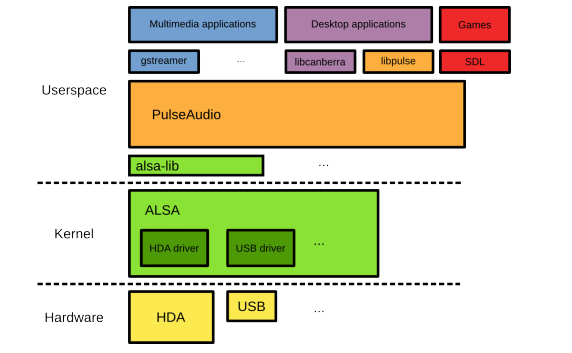 Multimedia applications
Desktop applications
Games
gstreamer
...
libcanberra
libpulse
SDL
Userspace
PulseAudio
alsa-lib
...
ALSA
Kernel
HDA driver
USB driver
...
Hardware
HDA
USB
...